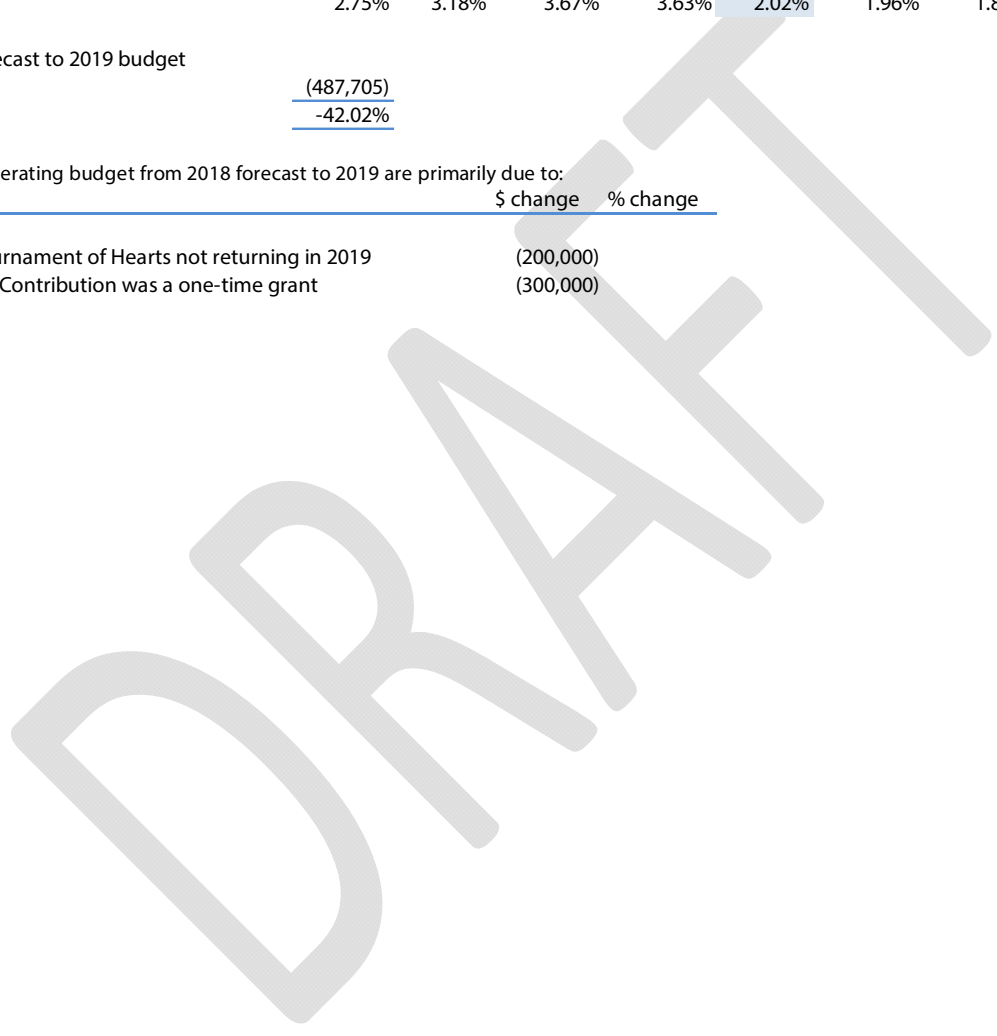 2.75% 3.18% 3.67% 3.63% 2.02% 1.96%
ecast to 2019 budget
(487,705)
-42.02%
erating budget from 2018 forecast to 2019 are primarily due to:
$ change % change
urnament of Hearts not returning in 2019 (200,000)
Contribution was a one-time grant (300,000)
DRAFT